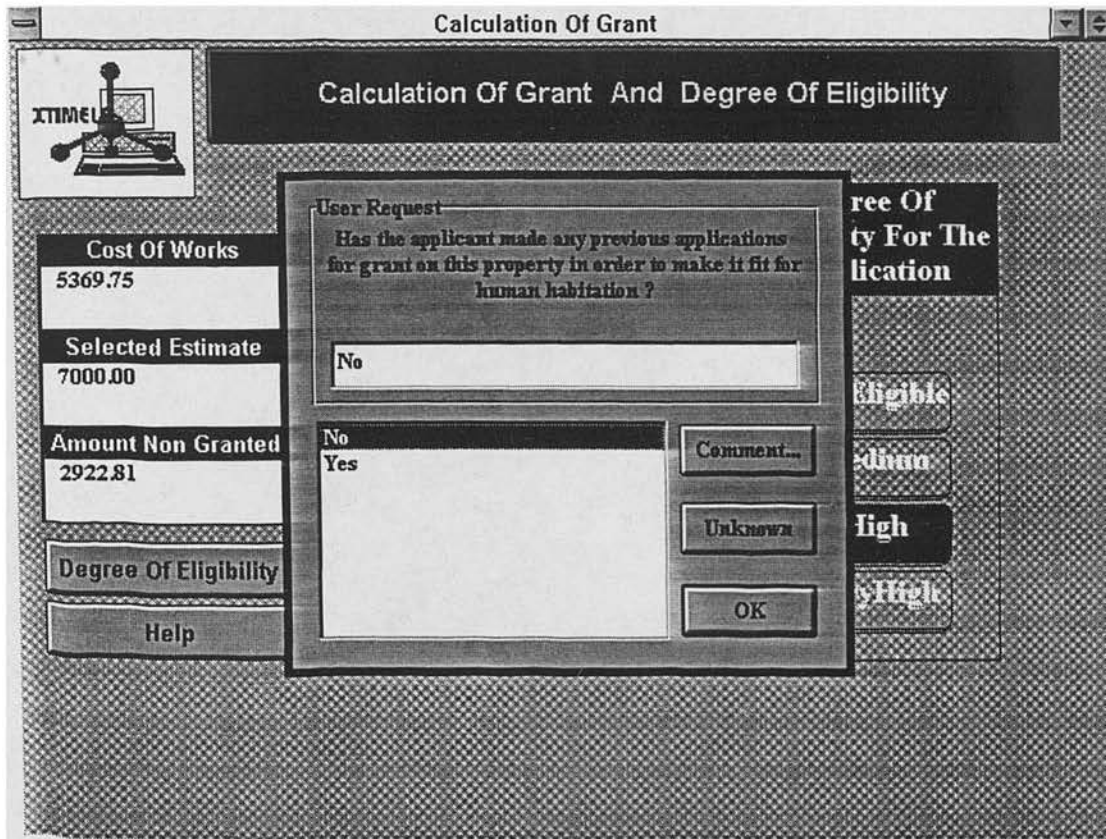 Calculation Of Grant
XTIMEL
Calculation Of Grant And Degree Of Eligibility
Cost Of Works
5369.75
Selected Estimate
7000.00
Amount Non Granted
2922.81
Degree Of Eligibility
Help
User Request
Has the applicant made any previous applications
for grant on this property in order to make it fit for
human habitation ?
No
No
Yes
Comment...
Unknown
OK
ree Of
ty For The
lication
Eligible
edium
High
yHigh